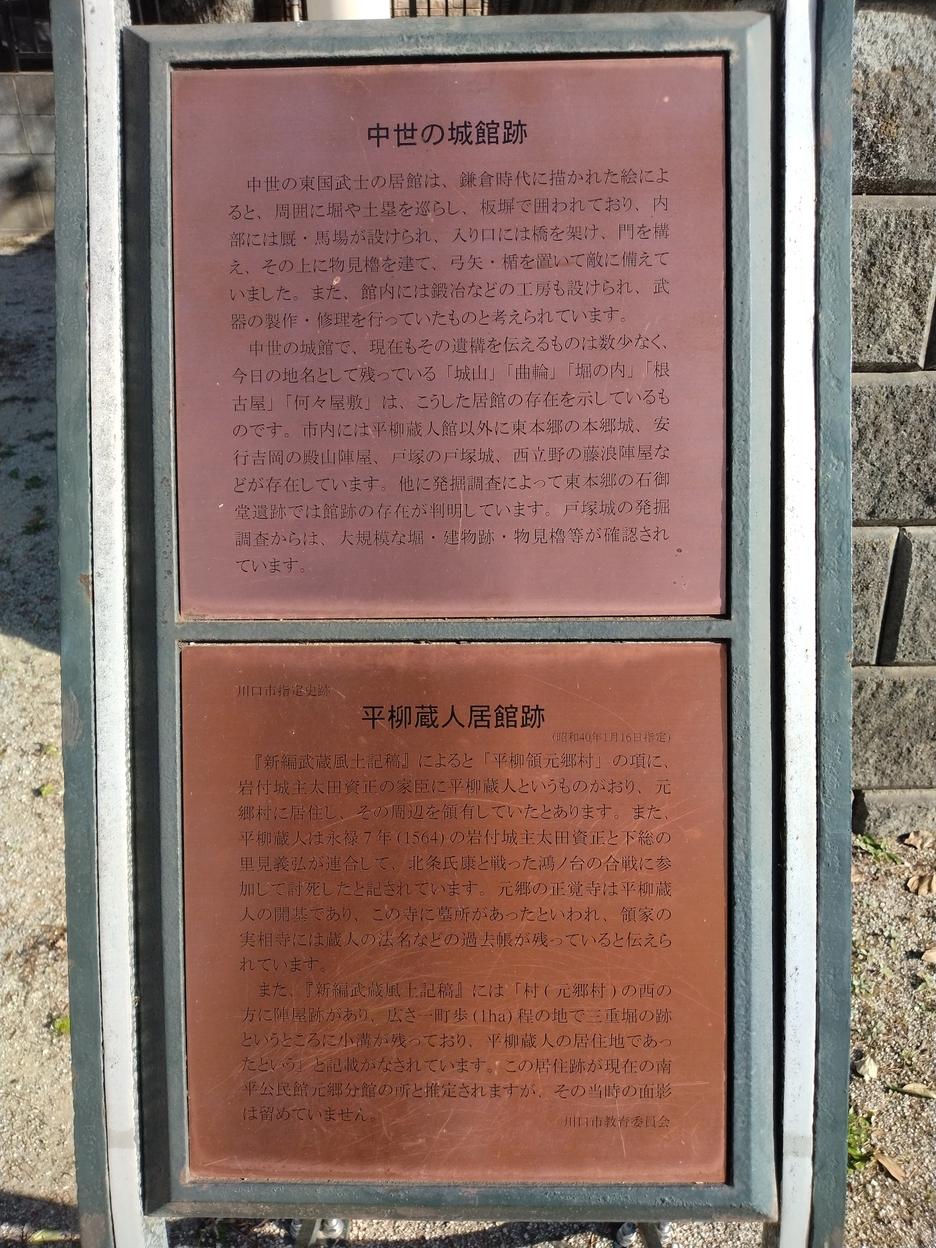 中世の城館跡
中世の東国武士の居館は、鎌倉時代に描かれた絵によ
ると、周囲に堀や土塁を巡らし、板塀で囲われており、内
部には厩・馬場が設けられ、入り口には橋を架け、門を構
え、その上に物見櫓を建て、弓矢・楯を置いて敵に備えて
いました。また、館内には鍛冶などの工房も設けられ、武
器の製作・修理を行っていたものと考えられています。
中世の城館で、現在もその遺構を伝えるものは数少なく、
今日の地名として残っている「城山」「曲輪」「堀の内」「根
古屋」「何々屋敷」は、こうした居館の存在を示しているも
のです。市内には平柳蔵人館以外に東本郷の本郷城、安
行吉岡の殿山陣屋、戸塚の戸塚城、西立野の藤浪陣屋な
どが存在しています。他に発掘調査によって東本郷の石御
堂遺跡では館跡の存在が判明しています。戸塚城の発掘
調査からは、大規模な堀・建物跡・物見櫓等が確認され
ています。
川口市指定史跡
平柳蔵人居館跡
(昭和40年1月16日指定)
『新編武蔵風土記稿』によると「平柳領元郷村」の項に、
岩付城主太田資正の家臣に平柳蔵人というものがおり、元
郷村に居住し、その周辺を領有していたとあります。また、
平柳蔵人は永禄7年(1564)の岩付城主太田資正と下総の
里見義弘が連合して、北条氏康と戦った鴻ノ台の合戦に参
加して討死したと記されています。元郷の正覚寺は平柳蔵
人の開基であり、この寺に墓所があったといわれ、領家の
実相寺には蔵人の法名などの過去帳が残っていると伝えら
れています。
また、『新編武蔵風土記稿』には「村(元郷村)の西の
方に陣屋跡があり、広さ一町歩(1ha)程の地で三重堀の跡
というところに小溝が残っており、平柳蔵人の居住地であっ
たという」と記載がなされています。この居住跡が現在の南
平公民館元郷分館の所と推定されますが、その当時の面影
は留めていません。
川口市教育委員会